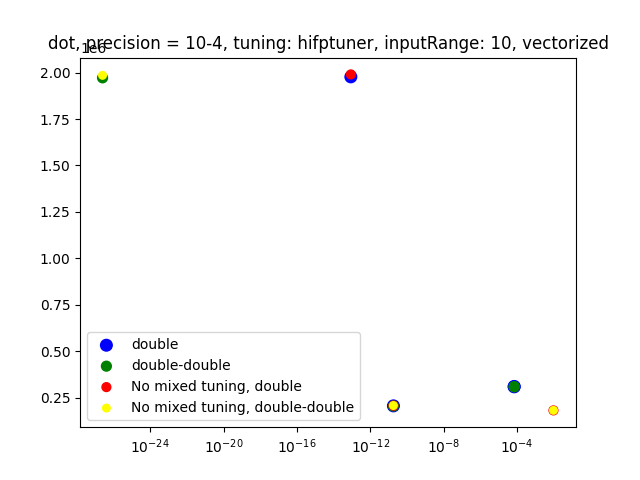 dot, precision = 10-4, tuning: hifptuner, inputRange: 10, vectorized
1e6
2.00
1.75
1.50
1.25
1.00
0.75
0.50
0.25
double
double-double
No mixed tuning, double
No mixed tuning, double-double
10⁻²⁴ 10⁻²⁰ 10⁻¹⁶ 10⁻¹² 10⁻⁸ 10⁻⁴